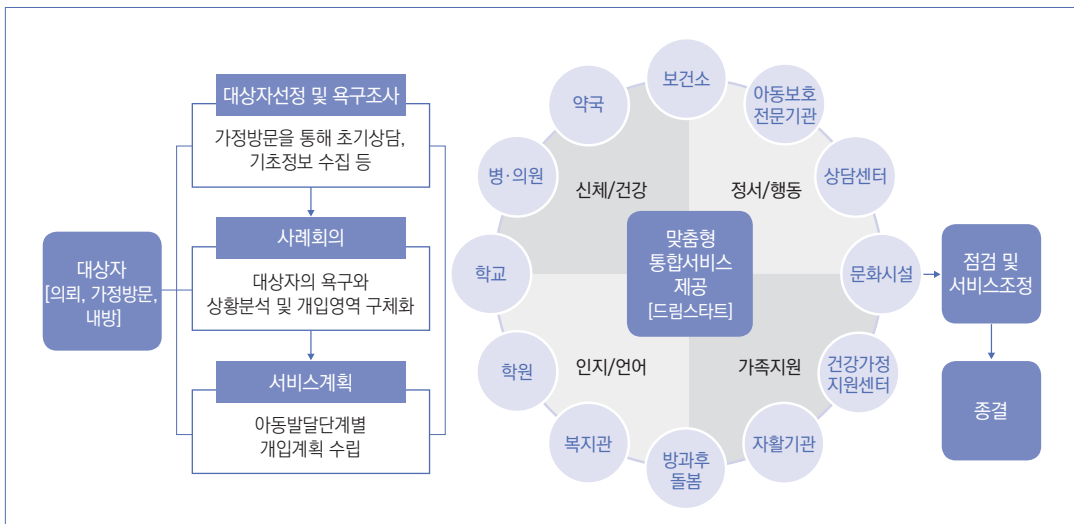 대상자
[의뢰, 가정방문,
내방]
대상자선정 및 욕구조사
가정방문을 통해 초기상담,
기초정보 수집 등
사례회의
대상자의 욕구와
상황분석 및 개입영역 구체화
서비스계획
아동발달단계별
개입계획 수립
보건소
아동보호
전문기관
상담센터
문화시설
건강가정
지원센터
자활기관
방과후
돌봄
복지관
학원
학교
병·의원
약국
신체/건강
정서/행동
인지/언어
가족지원
맞춤형
통합서비스
제공
[드림스타트]
점검 및
서비스조정
종결